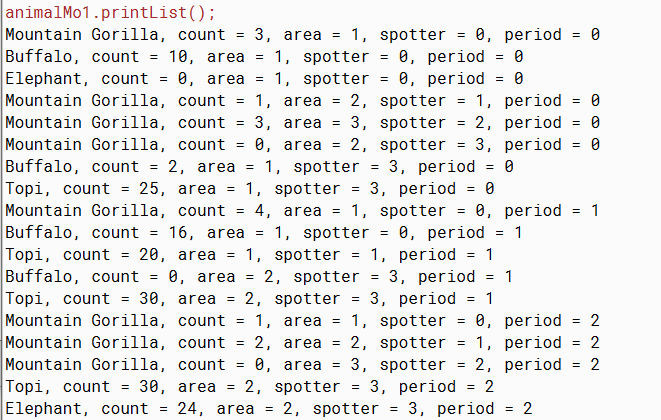 animalMo1.printList();
Mountain Gorilla, count = 3, area = 1, spotter = 0, period = 0
Buffalo, count = 10, area = 1, spotter = 0, period = 0
Elephant, count = 0, area = 1, spotter = 0, period = 0
Mountain Gorilla, count = 1, area = 2, spotter = 1, period = 0
Mountain Gorilla, count = 3, area = 3, spotter = 2, period = 0
Mountain Gorilla, count = 0, area = 2, spotter = 3, period = 0
Buffalo, count = 2, area = 1, spotter = 3, period = 0
Topi, count = 25, area = 1, spotter = 3, period = 0
Mountain Gorilla, count = 4, area = 1, spotter = 0, period = 1
Buffalo, count = 16, area = 1, spotter = 0, period = 1
Topi, count = 20, area = 1, spotter = 1, period = 1
Buffalo, count = 0, area = 2, spotter = 3, period = 1
Topi, count = 30, area = 2, spotter = 3, period = 1
Mountain Gorilla, count = 1, area = 1, spotter = 0, period = 2
Mountain Gorilla, count = 2, area = 2, spotter = 1, period = 2
Mountain Gorilla, count = 0, area = 3, spotter = 2, period = 2
Topi, count = 30, area = 2, spotter = 3, period = 2
Elephant, count = 24, area = 2, spotter = 3, period = 2